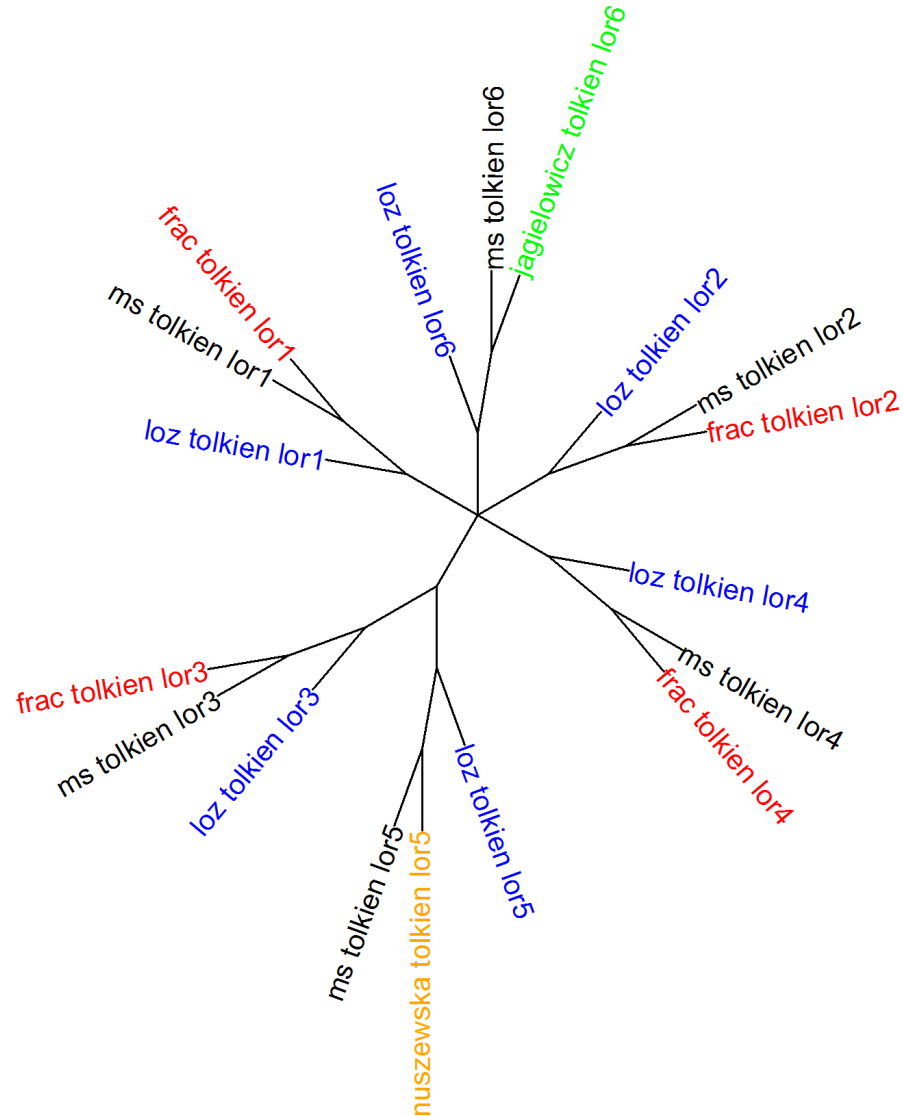 jagielowicz tolkien lor6
ms tolkien lor6
loz tolkien lor6
frac tolkien lor1
ms tolkien lor1
loz tolkien lor1
loz tolkien lor2
ms tolkien lor2
frac tolkien lor2
loz tolkien lor4
ms tolkien lor4
frac tolkien lor4
frac tolkien lor3
ms tolkien lor3
loz tolkien lor3
loz tolkien lor5
ms tolkien lor5
nuszewska tolkien lor5